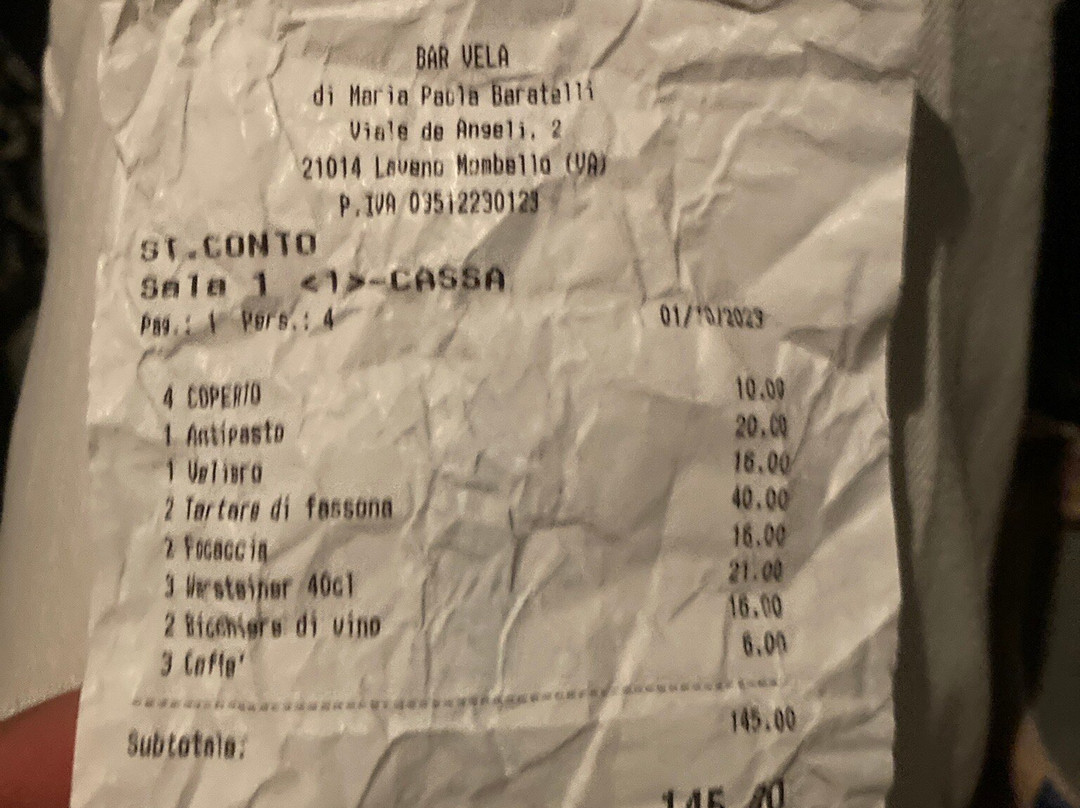 BAR VELA
di Maria Paola Baratelli
Viale de Angeli, 2
21014 Laveno Mombello (VA)
P.IVA 03512230123
ST.CONTO
Sala 1 <1>-CASSA
Pag.: 1 Pers.: 4 01/10/2023
4 COPERTO 10.00
1 Antipasto 20.00
1 Veliero 16.00
2 Tartare di fassona 40.00
2 Focaccia 16.00
3 Warsteiner 40cl 21.00
2 Bicchiere di vino 16.00
3 Caffe' 6.00
Subtotale: 145.00